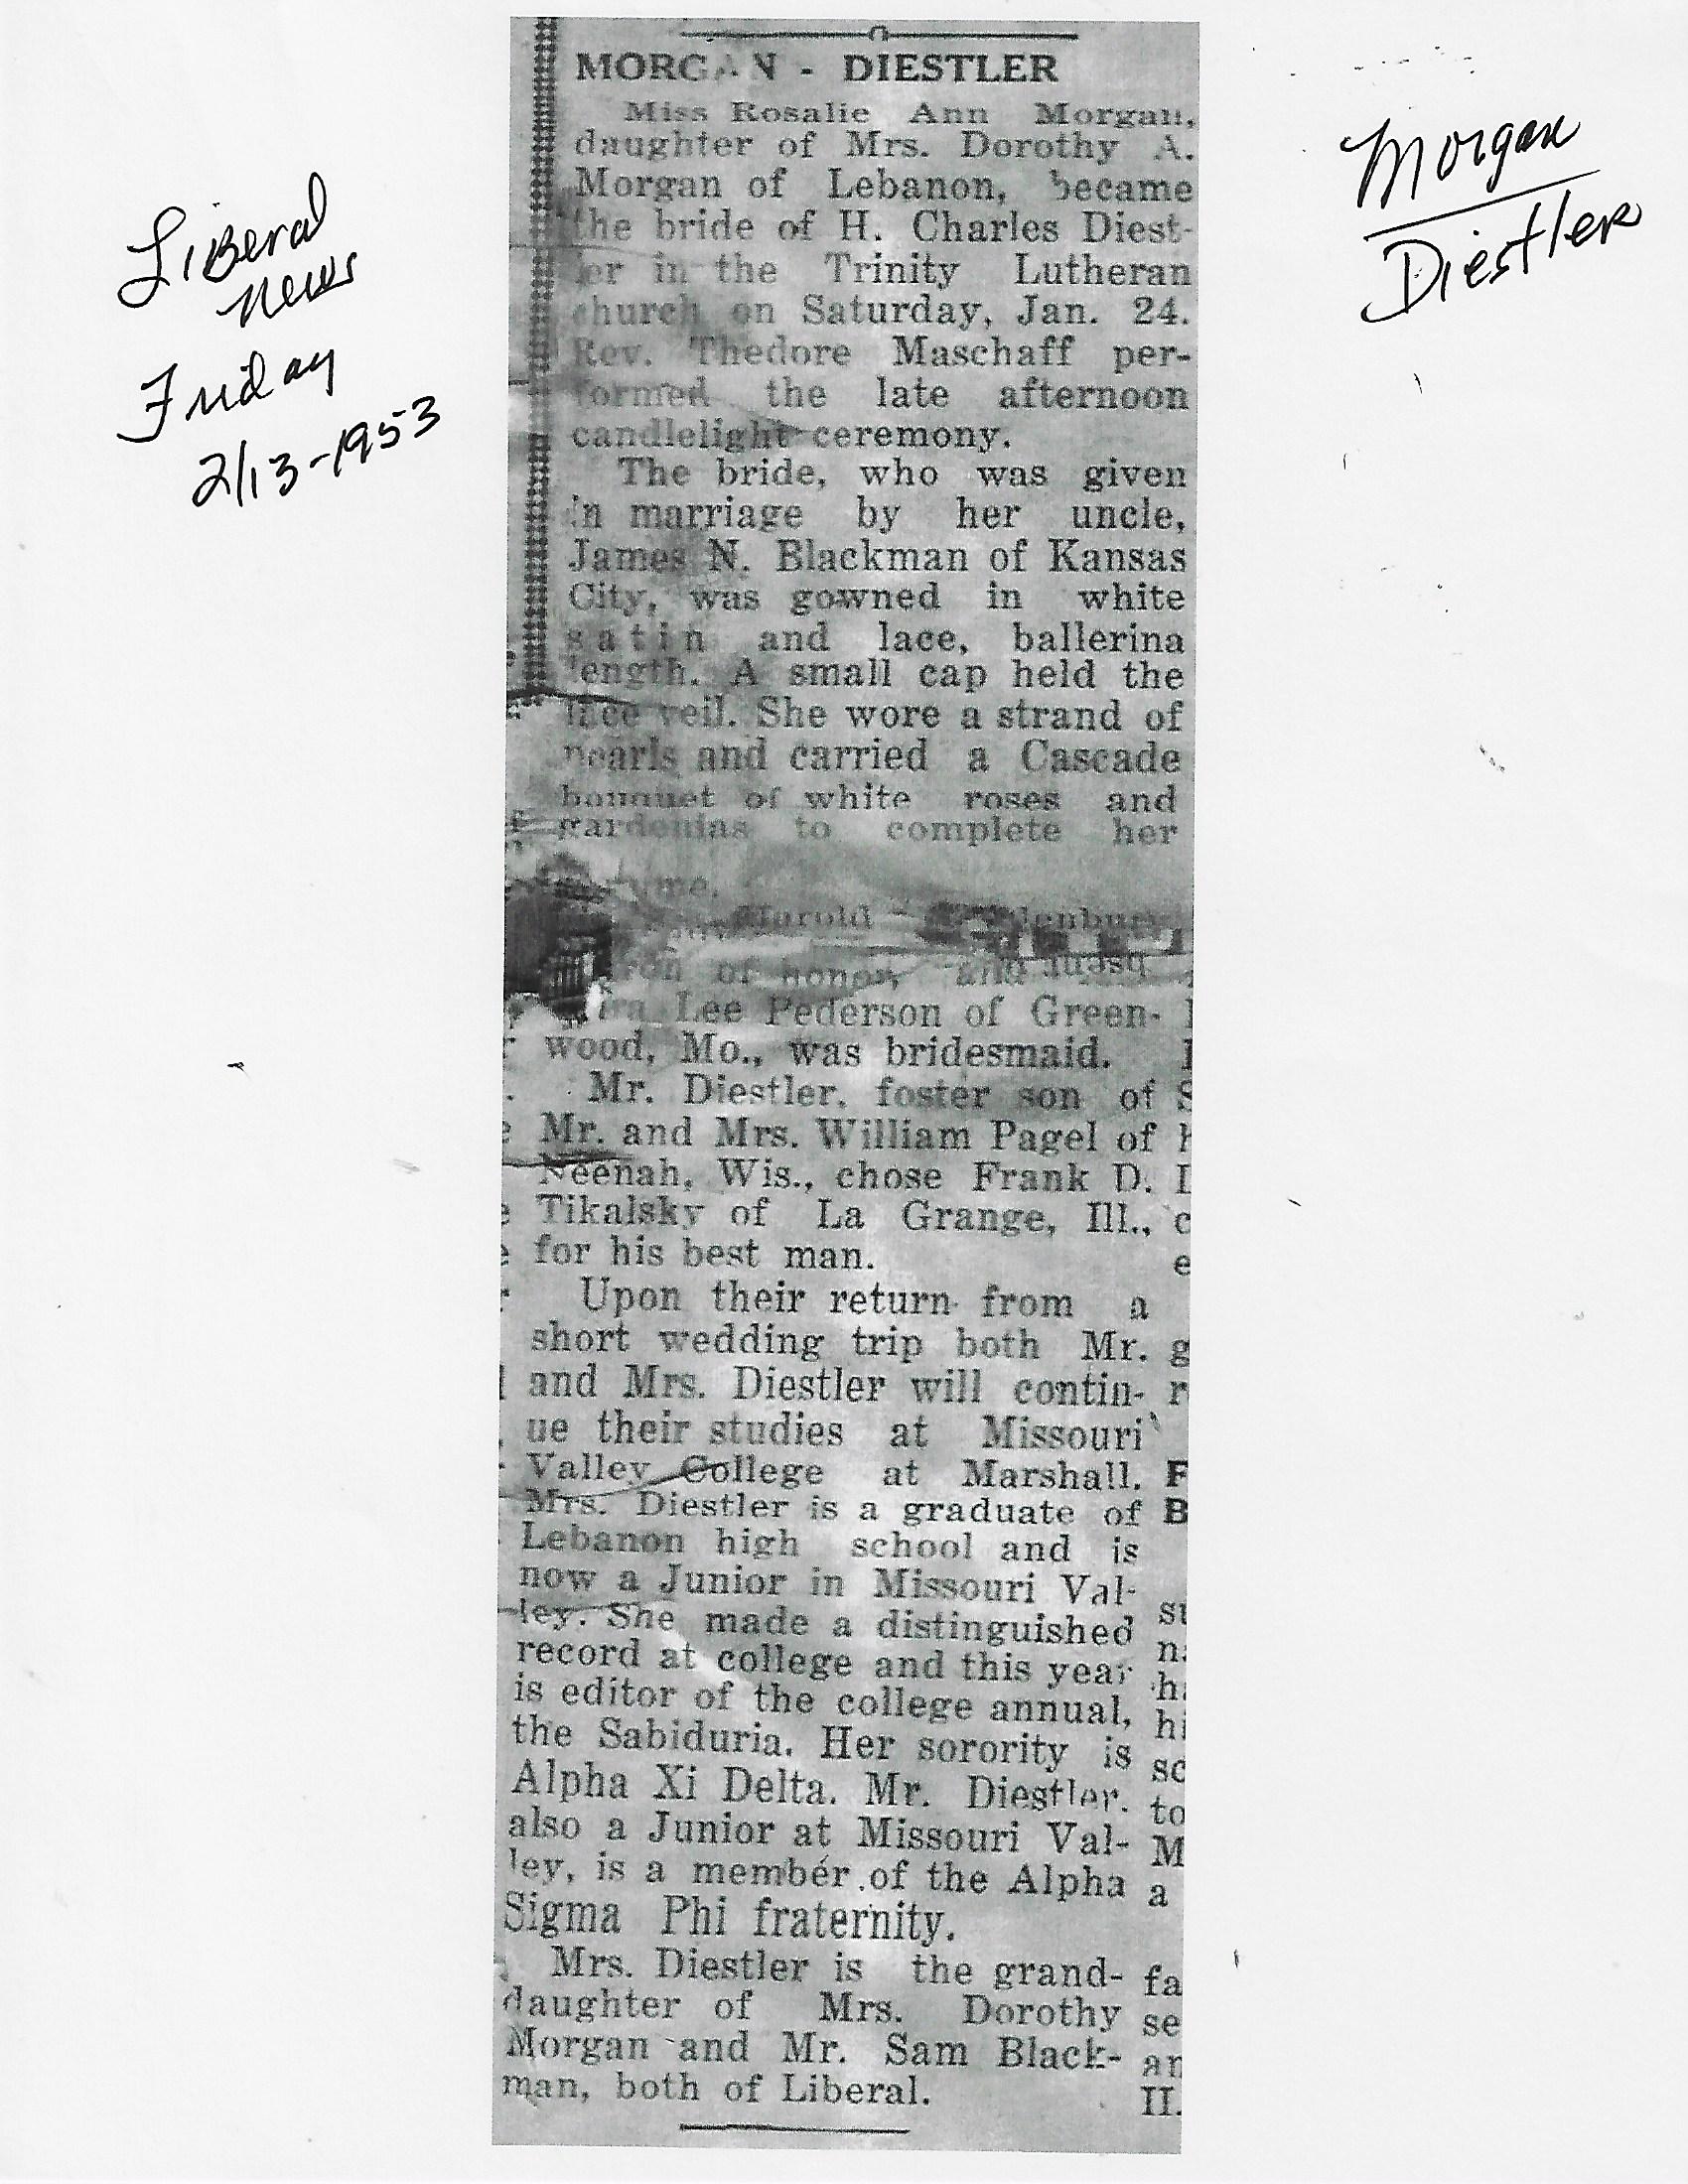 Liberal
News
Friday
2/13-1953
Morgan
Diestler
MORGAN - DIESTLER
Miss Rosalie Ann Morgan,
daughter of Mrs. Dorothy A.
Morgan of Lebanon, became
the bride of H. Charles Diest-
ler in the Trinity Lutheran
church on Saturday, Jan. 24.
Rev. Thedore Maschaff per-
formed the late afternoon
candlelight ceremony.
The bride, who was given
in marriage by her uncle,
James N. Blackman of Kansas
City, was gowned in white
satin and lace, ballerina
length. A small cap held the
lace veil. She wore a strand of
pearls and carried a Cascade
bouquet of white roses and
gardenias to complete her
Harold
of honor, and
Lee Pederson of Green-
wood, Mo., was bridesmaid.
Mr. Diestler, foster son of
Mr. and Mrs. William Pagel of
Neenah, Wis., chose Frank D.
Tikalsky of La Grange, Ill.,
for his best man.
Upon their return from a
short wedding trip both Mr.
and Mrs. Diestler will contin-
ue their studies at Missouri
Valley College at Marshall.
Mrs. Diestler is a graduate of
Lebanon high school and is
now a Junior in Missouri Val-
ley. She made a distinguished
record at college and this year
is editor of the college annual,
the Sabiduria. Her sorority is
Alpha Xi Delta. Mr. Diestler,
also a Junior at Missouri Val-
ley, is a member of the Alpha
Sigma Phi fraternity.
Mrs. Diestler is the grand-
daughter of Mrs. Dorothy
Morgan and Mr. Sam Black-
man, both of Liberal.